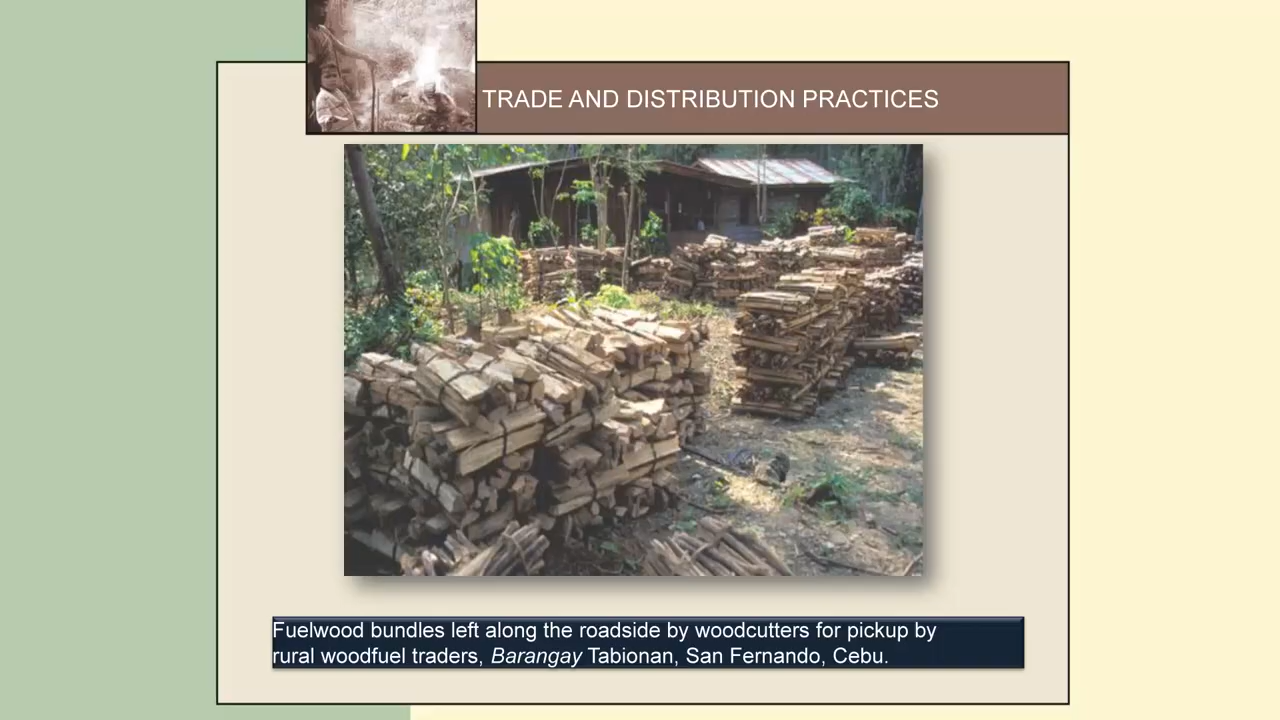 TRADE AND DISTRIBUTION PRACTICES
Fuelwood bundles left along the roadside by woodcutters for pickup by
rural woodfuel traders, Barangay Tabionan, San Fernando, Cebu.